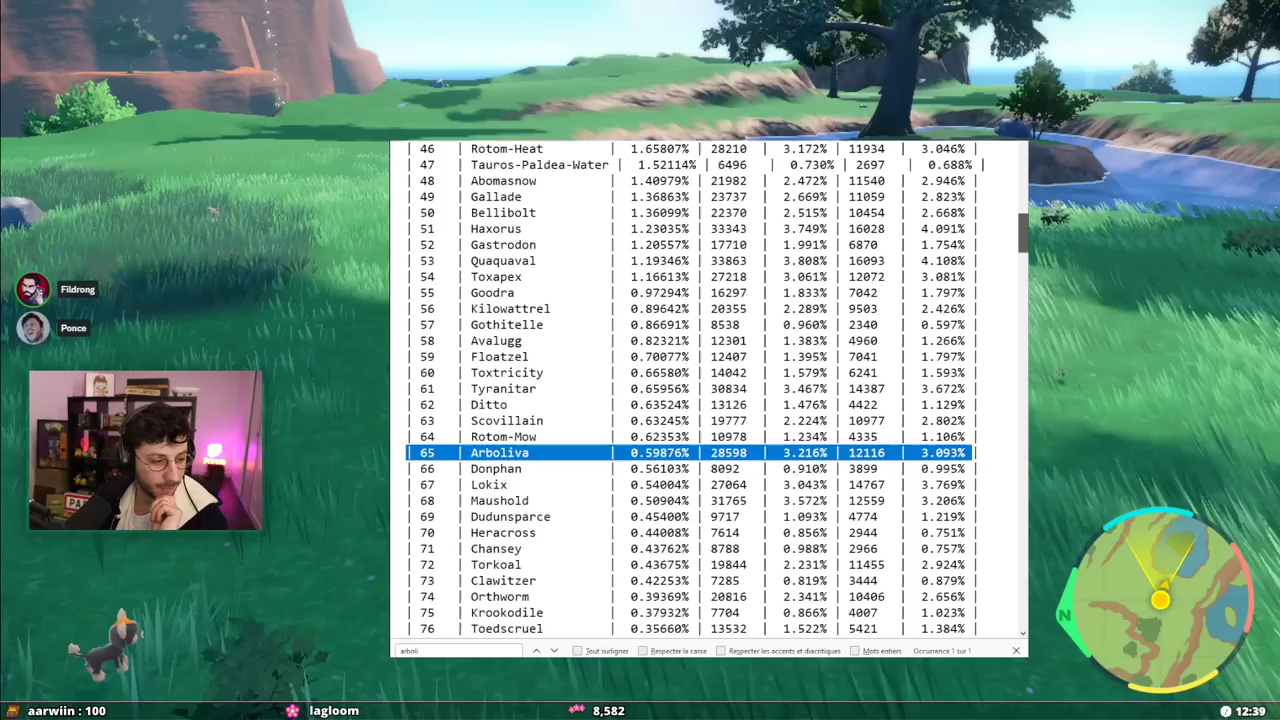 46 | Rotom-Heat | 1.65807% | 28210 | 3.172% | 11934 | 3.046% |
47 | Tauros-Paldea-Water | 1.52114% | 6496 | 0.730% | 2697 | 0.688% |
48 | Abomasnow | 1.40979% | 21982 | 2.472% | 11540 | 2.946% |
49 | Gallade | 1.36863% | 23737 | 2.669% | 11059 | 2.823% |
50 | Bellibolt | 1.36099% | 22370 | 2.515% | 10454 | 2.668% |
51 | Haxorus | 1.23035% | 33343 | 3.749% | 16028 | 4.091% |
52 | Gastrodon | 1.20557% | 17710 | 1.991% | 6870 | 1.754% |
53 | Quaquaval | 1.19346% | 33863 | 3.808% | 16093 | 4.108% |
54 | Toxapex | 1.16613% | 27218 | 3.061% | 12072 | 3.081% |
55 | Goodra | 0.97294% | 16297 | 1.833% | 7042 | 1.797% |
56 | Kilowattrel | 0.89642% | 20355 | 2.289% | 9503 | 2.426% |
57 | Gothitelle | 0.86691% | 8538 | 0.960% | 2340 | 0.597% |
58 | Avalugg | 0.82321% | 12301 | 1.383% | 4960 | 1.266% |
59 | Floatzel | 0.70077% | 12407 | 1.395% | 7041 | 1.797% |
60 | Toxtricity | 0.66580% | 14042 | 1.579% | 6241 | 1.593% |
61 | Tyranitar | 0.65956% | 30834 | 3.467% | 14387 | 3.672% |
62 | Ditto | 0.63524% | 13126 | 1.476% | 4422 | 1.129% |
63 | Scovillain | 0.63245% | 19777 | 2.224% | 10977 | 2.802% |
64 | Rotom-Mow | 0.62353% | 10978 | 1.234% | 4335 | 1.106% |
65 | Arboliva | 0.59876% | 28598 | 3.216% | 12116 | 3.093% |
66 | Donphan | 0.56103% | 8092 | 0.910% | 3899 | 0.995% |
67 | Lokix | 0.54004% | 27064 | 3.043% | 14767 | 3.769% |
68 | Maushold | 0.50904% | 31765 | 3.572% | 12559 | 3.206% |
69 | Dudunsparce | 0.45400% | 9717 | 1.093% | 4774 | 1.219% |
70 | Heracross | 0.44008% | 7614 | 0.856% | 2944 | 0.751% |
71 | Chansey | 0.43762% | 8788 | 0.988% | 2966 | 0.757% |
72 | Torkoal | 0.43675% | 19844 | 2.231% | 11455 | 2.924% |
73 | Clawitzer | 0.42253% | 7285 | 0.819% | 3444 | 0.879% |
74 | Orthworm | 0.39369% | 20816 | 2.341% | 10406 | 2.656% |
75 | Krookodile | 0.37932% | 7704 | 0.866% | 4007 | 1.023% |
76 | Toedscruel | 0.35660% | 13532 | 1.522% | 5421 | 1.384% |
arboli Tout surligner Respecter la casse Respecter les accents et diacritiques Mots entiers Occurrence 1 sur 1
Fildrong
Ponce
N
aarwiin : 100 lagloom 8,582 12:39